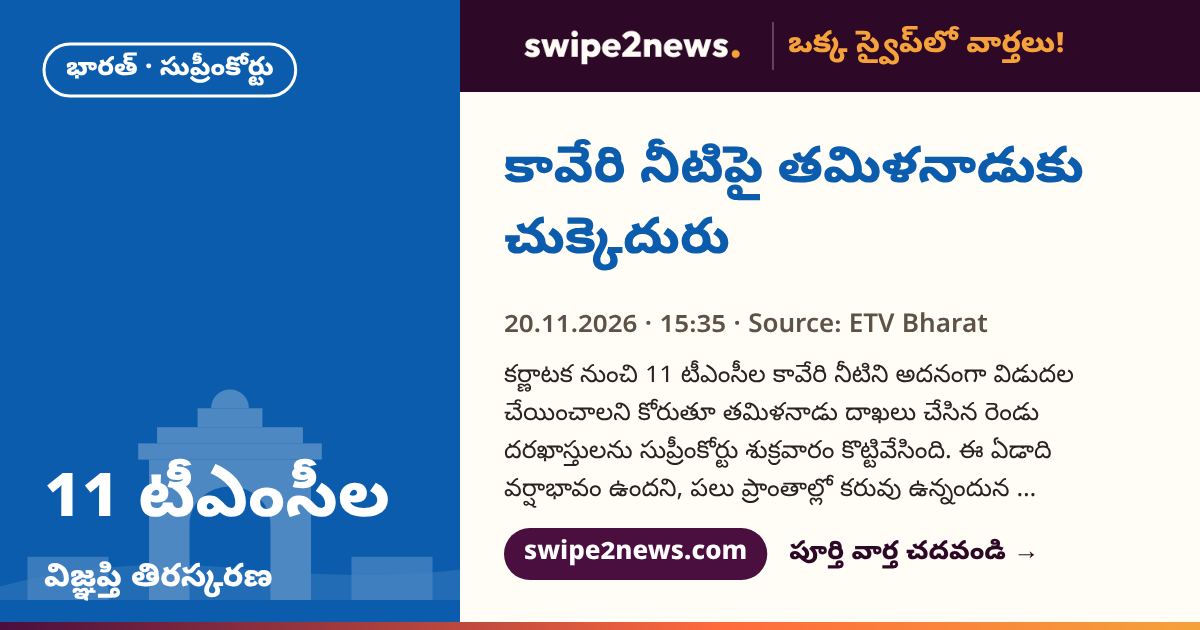 భారత్ · సుప్రీంకోర్టు
11 టీఎంసీల
విజ్ఞప్తి తిరస్కరణ
swipe2news. | ఒక్క స్వైప్‌లో వార్తలు!
కావేరి నీటిపై తమిళనాడుకు
చుక్కెదురు
20.11.2026 · 15:35 · Source: ETV Bharat
కర్ణాటక నుంచి 11 టీఎంసీల కావేరి నీటిని అదనంగా విడుదల
చేయించాలని కోరుతూ తమిళనాడు దాఖలు చేసిన రెండు
దరఖాస్తులను సుప్రీంకోర్టు శుక్రవారం కొట్టివేసింది. ఈ ఏడాది
వర్షాభావం ఉందని, పలు ప్రాంతాల్లో కరువు ఉన్నందున ...
swipe2news.com పూర్తి వార్త చదవండి →